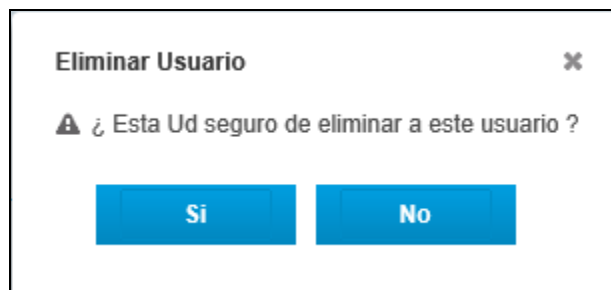 Eliminar Usuario
¿ Esta Ud seguro de eliminar a este usuario ?
Si
No